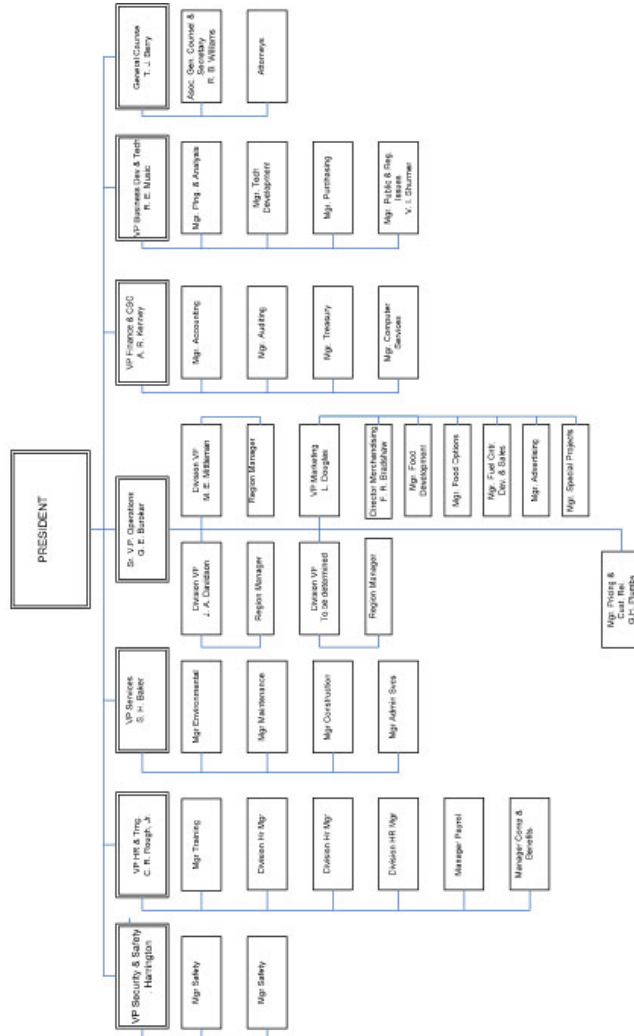 PRESIDENT
VP Security & Safety
. Harrington
Mgr Safety
Mgr Safety
VP HR & Trng.
C. R. Rough, Jr.
Mgr Training
Division Hr Mgr
Division Hr Mgr
Division HR Mgr
Manager Payrol
Manager Comp &
Benefits
VP Services
S. H. Baker
Mgr Environmental
Mgr Maintenance
Mgr Construction
Mgr Admin Svcs
Sr. V.P. Operations
Division VP
J. A. Davidson
Region Manager
Division VP
To be determined
Region Manager
Division VP
M. E. Mittleman
Region Manager
VP Marketing
L. Douglas
Director Merchandising
F. R. Bradshaw
Mgr. Food
Development
Mgr. Food Options
Mgr. Fuel Cntr.
Dev. & Sales
Mgr. Advertising
Mgr. Special Projects
Mgr. Pricing &
Cust. Rel.
VP Finance & CSC
A. R. Kenney
Mgr. Accounting
Mgr. Auditing
Mgr. Treasury
Mgr. Computer
Services
VP Business Dev & Tech
R. E. Music
Mgr. Plng. & Analysis
Mgr. Tech
Development
Mgr. Purchasing
Mgr. Public & Reg.
Issues
V. I. Shurmer
General Counse
T. J. Berry
Asoc. Gen. Counsel &
Secretary
R. B. Williams
Attorneys